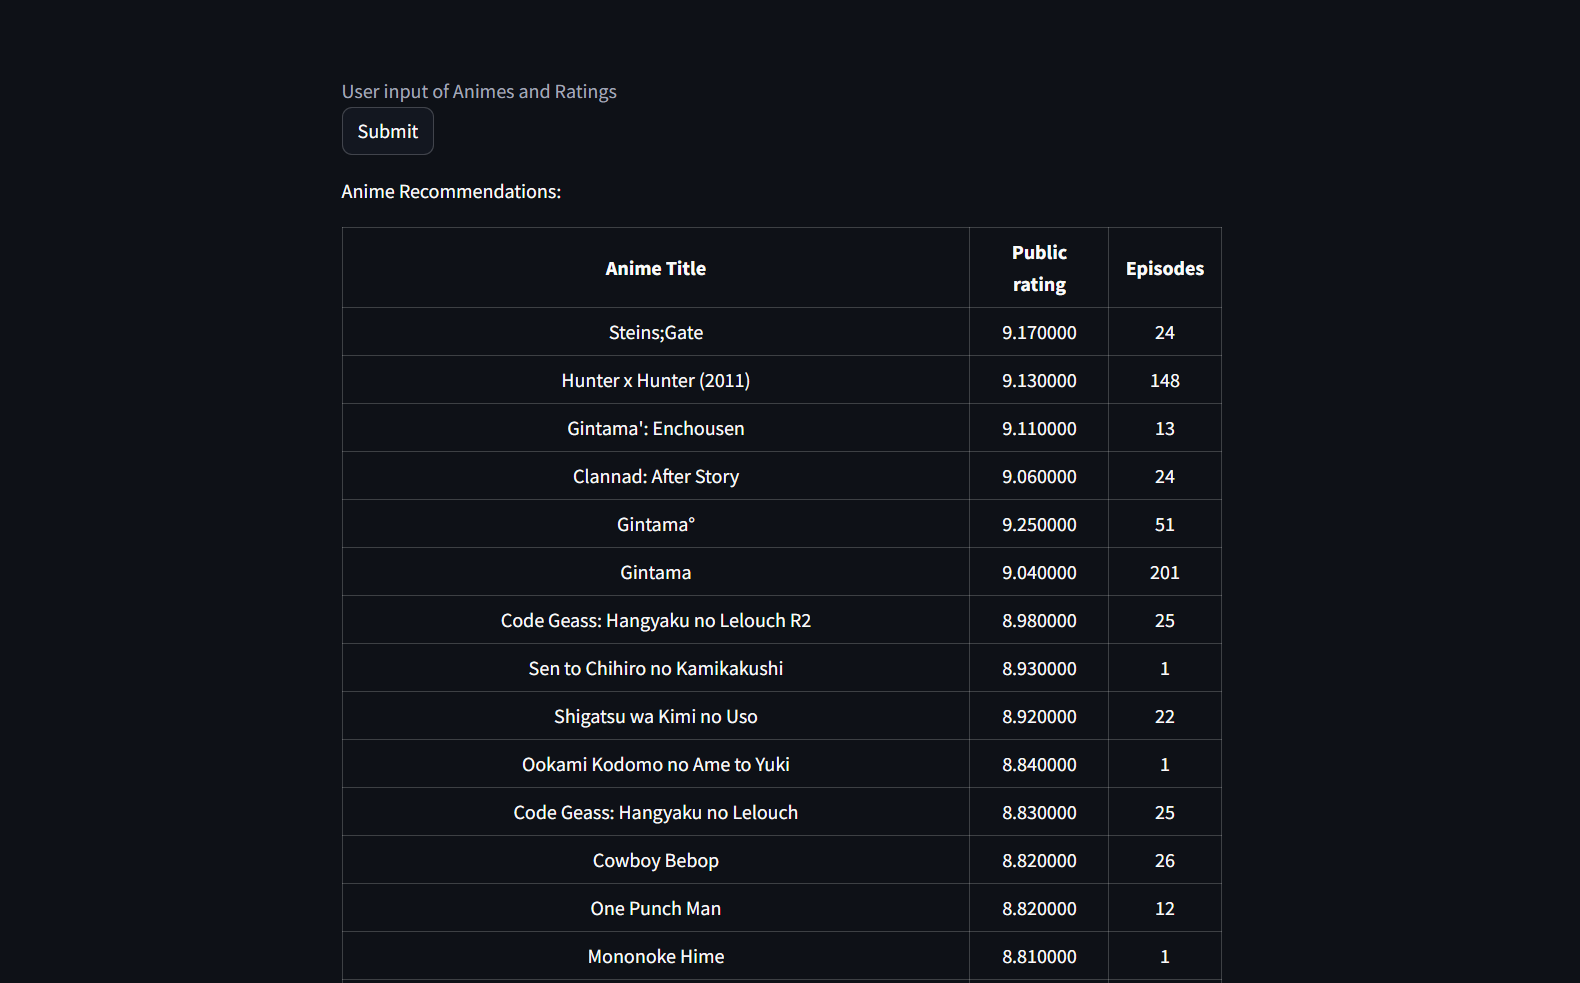 User input of Animes and Ratings
Submit
Anime Recommendations:
Anime Title Public rating Episodes
Steins;Gate 9.170000 24
Hunter x Hunter (2011) 9.130000 148
Gintama': Enchousen 9.110000 13
Clannad: After Story 9.060000 24
Gintama° 9.250000 51
Gintama 9.040000 201
Code Geass: Hangyaku no Lelouch R2 8.980000 25
Sen to Chihiro no Kamikakushi 8.930000 1
Shigatsu wa Kimi no Uso 8.920000 22
Ookami Kodomo no Ame to Yuki 8.840000 1
Code Geass: Hangyaku no Lelouch 8.830000 25
Cowboy Bebop 8.820000 26
One Punch Man 8.820000 12
Mononoke Hime 8.810000 1